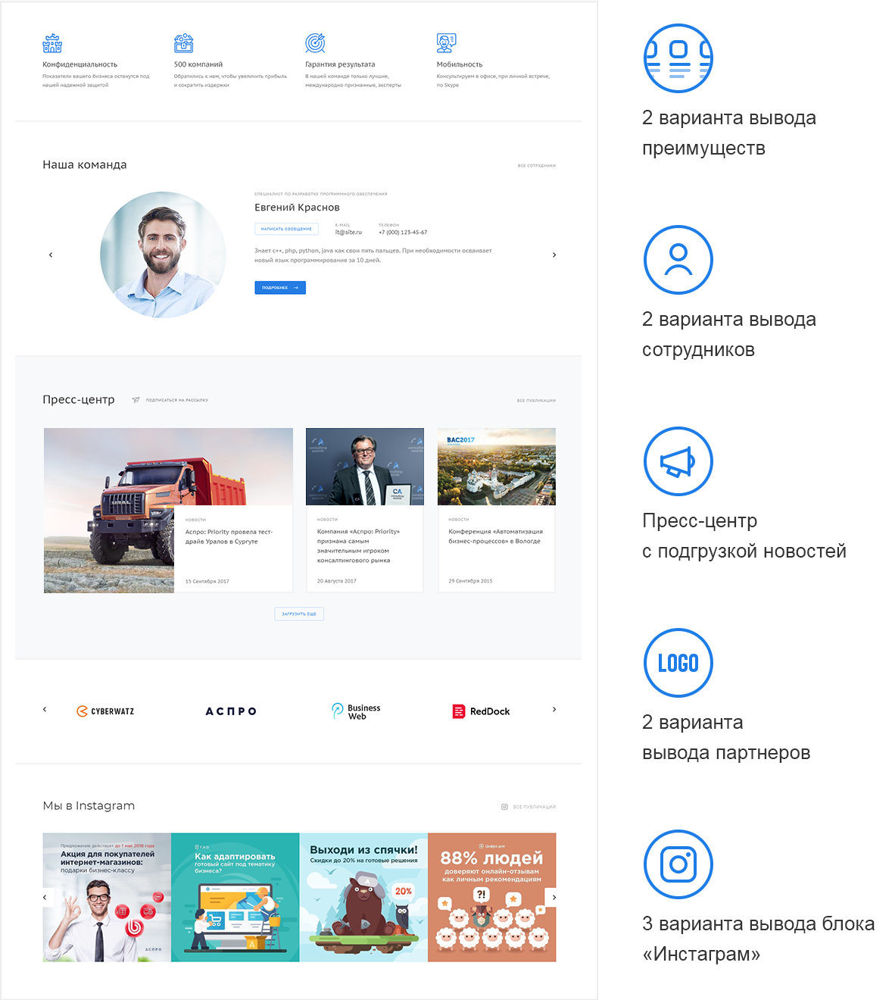 Конфиденциальность
Показатели вашего бизнеса останутся под
нашей надежной защитой
500 компаний
Обратились к нам, чтобы увеличить прибыль
и сократить издержки
Гарантия результата
В нашей команде только лучшие,
международно признанные, эксперты
Мобильность
Консультируем в офисе, при личной встрече,
по Skype
Наша команда
ВСЕ СОТРУДНИКИ
СПЕЦИАЛИСТ ПО РАЗРАБОТКЕ ПРОГРАММНОГО ОБЕСПЕЧЕНИЯ
Евгений Краснов
НАПИСАТЬ СООБЩЕНИЕ
E-MAIL
it@site.ru
ТЕЛЕФОН
+7 (000) 123-45-67
Знает c++, php, python, java как свои пять пальцев. При необходимости осваивает
новый язык программирования за 10 дней.
ПОДРОБНЕЕ
Пресс-центр
ПОДПИСАТЬСЯ НА РАССЫЛКУ
ВСЕ ПУБЛИКАЦИИ
URAL
НОВОСТИ
Аспро: Priority провела тест-
драйв Уралов в Сургуте
15 Сентября 2017
consulting
awards
CA
consulting
awards
НОВОСТИ
Компания «Аспро: Priority»
признана самым
значительным игроком
консалтингового рынка
20 Августа 2017
BAC2017
НОВОСТИ
Конференция «Автоматизация
бизнес-процессов» в Вологде
29 Сентября 2015
ЗАГРУЗИТЬ ЕЩЕ
CYBERWATZ
АСПРО
Business
Web
RedDock
Мы в Instagram
ВСЕ ПУБЛИКАЦИИ
Предложение действует до 1 мая 2018 года
Акция для покупателей
интернет-магазинов:
подарки бизнес-классу
АСПРО
FAQ
Как адаптировать
готовый сайт под тематику
бизнеса?
А
Выходи из спячки!
Скидки до 20% на готовые решения
А
20%
Цифра дня
88% людей
доверяют онлайн-отзывам
как личным рекомендациям
?!
2 варианта вывода
преимуществ
2 варианта вывода
сотрудников
Пресс-центр
с подгрузкой новостей
LOGO
2 варианта
вывода партнеров
3 варианта вывода блока
«Инстаграм»